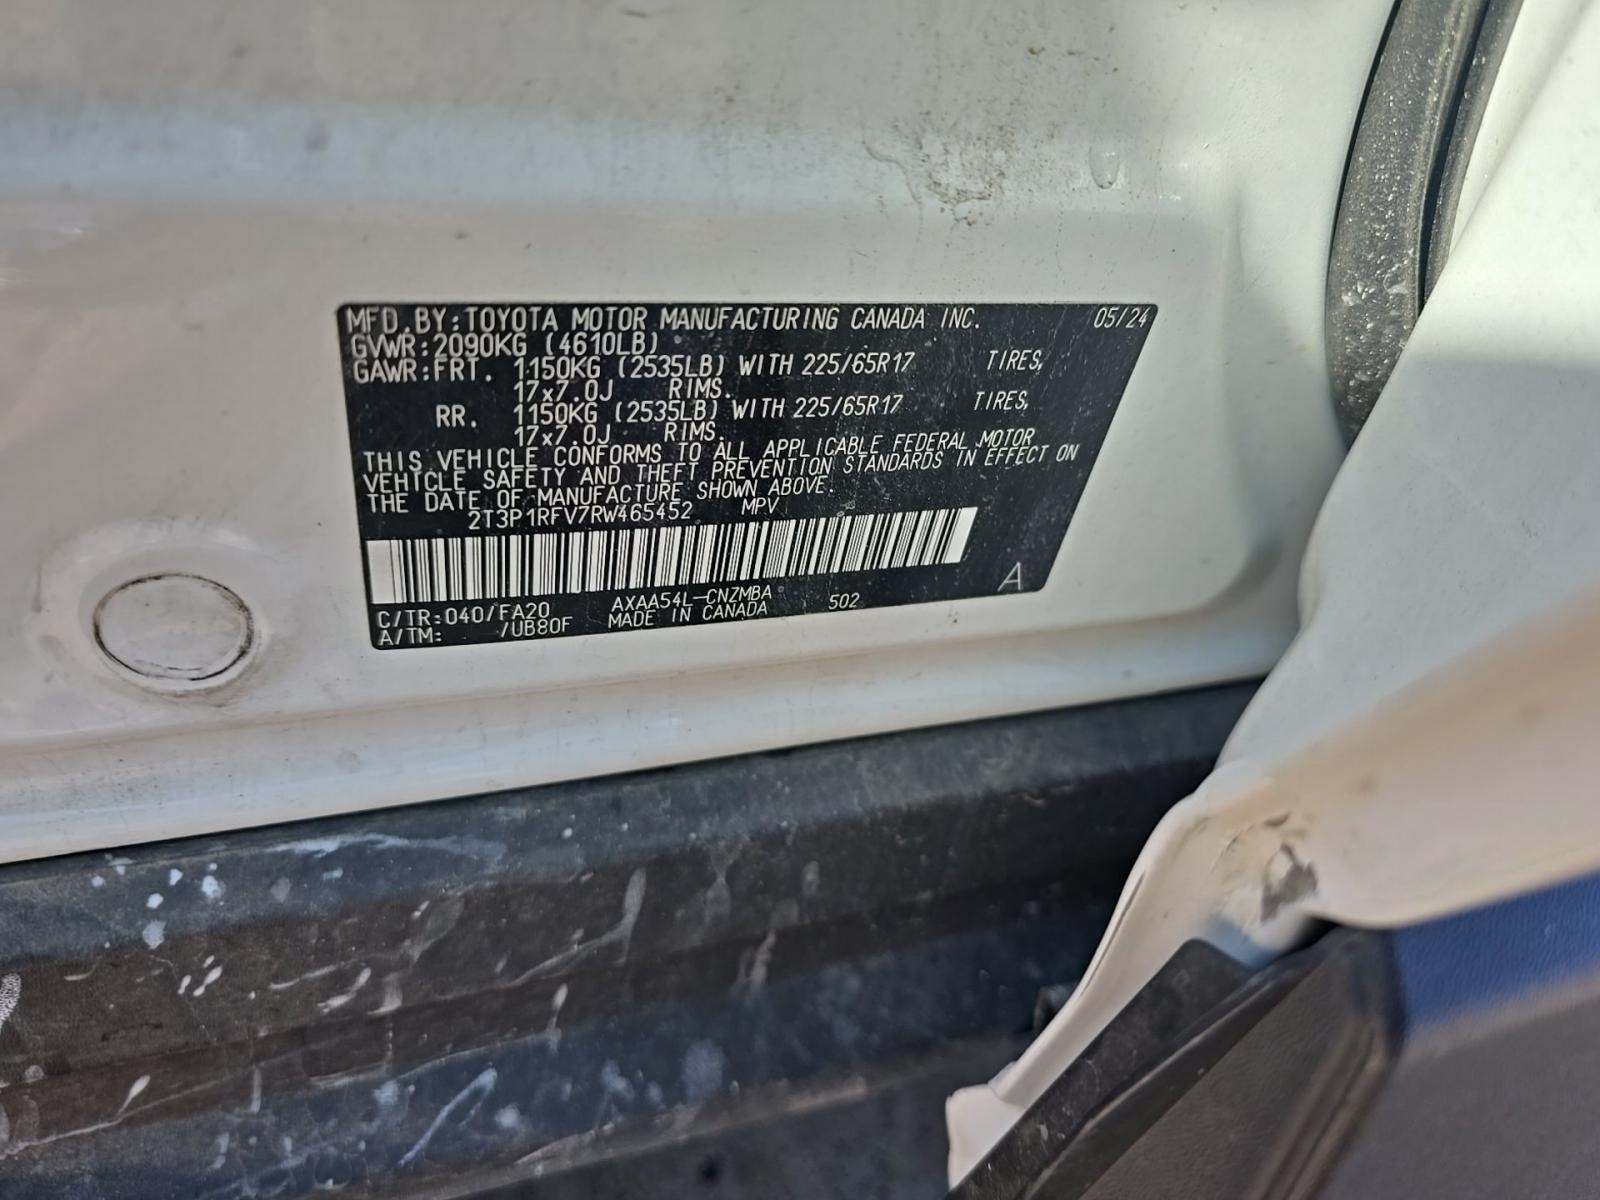 MFD.BY:TOYOTA MOTOR MANUFACTURING CANADA INC. 05/24
GVWR:2090KG (4610LB)
GAWR:FRT. 1150KG (2535LB) WITH 225/65R17 TIRES,
17x7.0J RIMS.
RR. 1150KG (2535LB) WITH 225/65R17 TIRES,
17x7.0J RIMS.
THIS VEHICLE CONFORMS TO ALL APPLICABLE FEDERAL MOTOR
VEHICLE SAFETY AND THEFT PREVENTION STANDARDS IN EFFECT ON
THE DATE OF MANUFACTURE SHOWN ABOVE.
2T3P1RFV7RW465452 MPV
C/TR:040/FA20 AXAA54L-CNZMBA 502 A
A/TM: /UB80F MADE IN CANADA